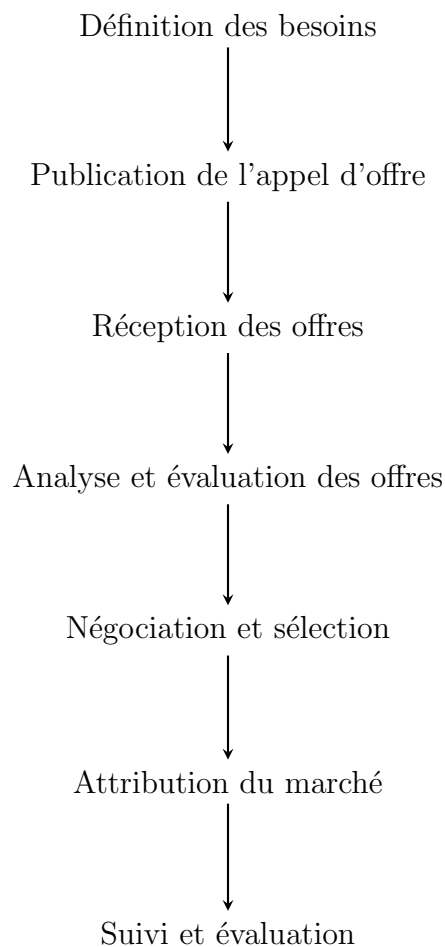 Définition des besoins
Publication de l'appel d'offre
Réception des offres
Analyse et évaluation des offres
Négociation et sélection
Attribution du marché
Suivi et évaluation